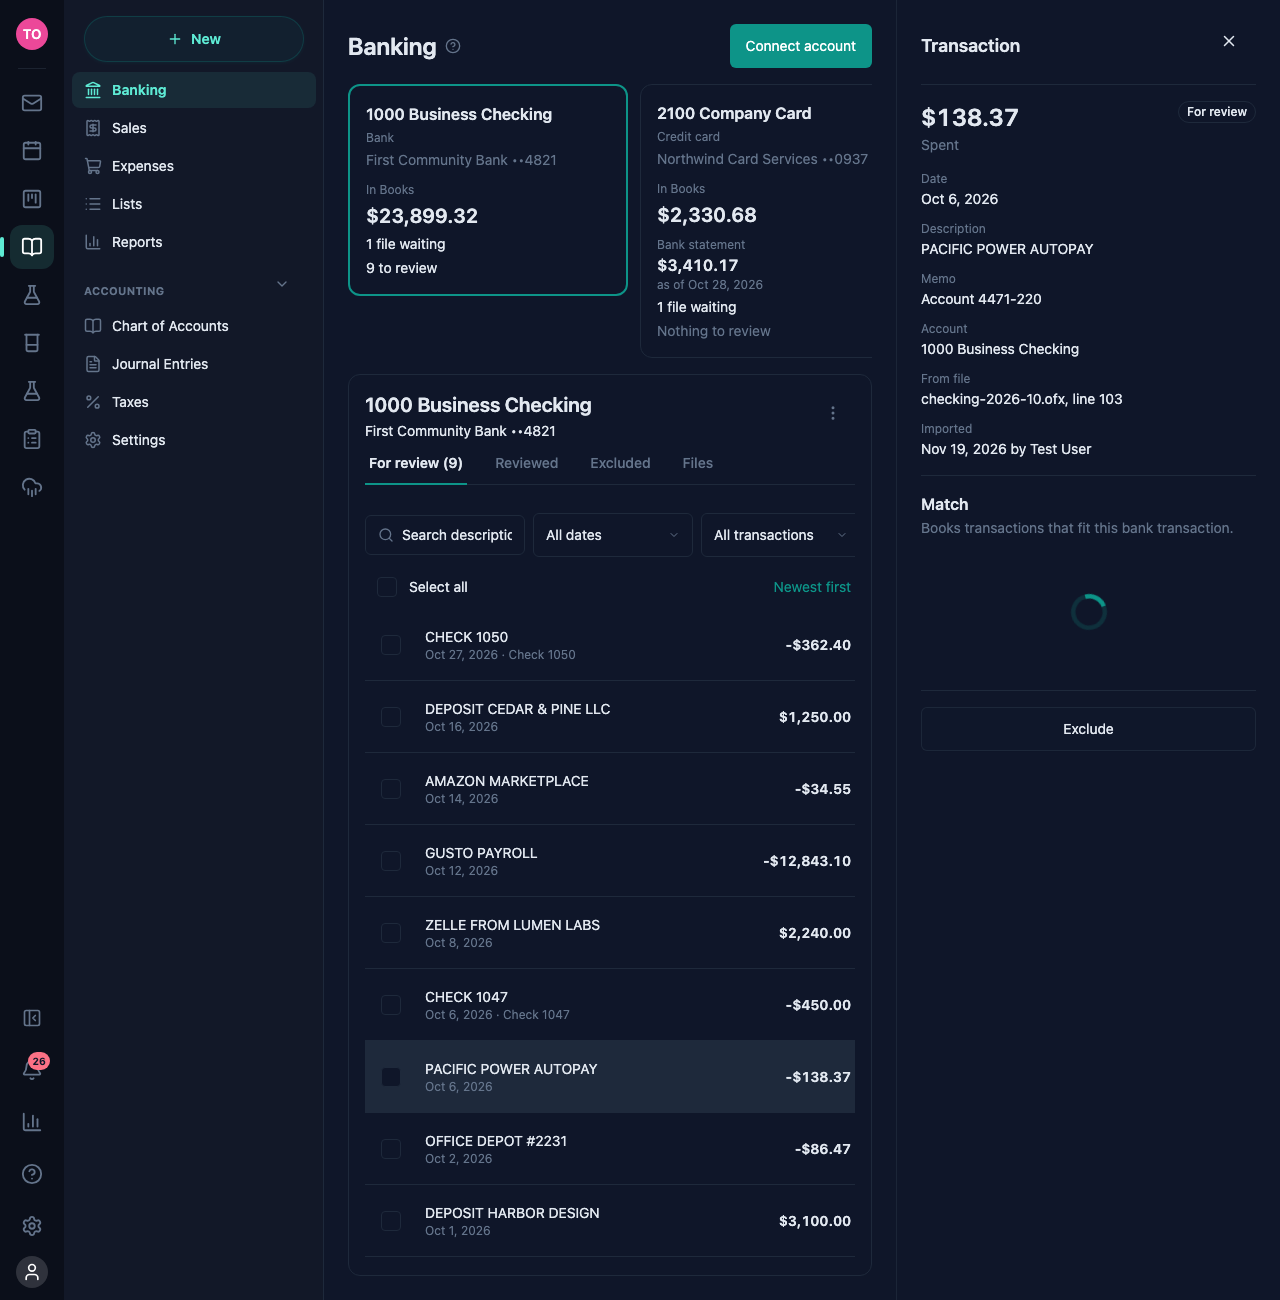 TO
New
Banking
Sales
Expenses
Lists
Reports
ACCOUNTING
Chart of Accounts
Journal Entries
Taxes
Settings
26
Banking
Connect account
1000 Business Checking
Bank
First Community Bank ••4821
In Books
$23,899.32
1 file waiting
9 to review
2100 Company Card
Credit card
Northwind Card Services ••0937
In Books
$2,330.68
Bank statement
$3,410.17
as of Oct 28, 2026
1 file waiting
Nothing to review
1000 Business Checking
First Community Bank ••4821
For review (9)
Reviewed
Excluded
Files
Search descriptic
All dates
All transactions
Select all
Newest first
CHECK 1050
Oct 27, 2026 · Check 1050
-$362.40
DEPOSIT CEDAR & PINE LLC
Oct 16, 2026
$1,250.00
AMAZON MARKETPLACE
Oct 14, 2026
-$34.55
GUSTO PAYROLL
Oct 12, 2026
-$12,843.10
ZELLE FROM LUMEN LABS
Oct 8, 2026
$2,240.00
CHECK 1047
Oct 6, 2026 · Check 1047
-$450.00
PACIFIC POWER AUTOPAY
Oct 6, 2026
-$138.37
OFFICE DEPOT #2231
Oct 2, 2026
-$86.47
DEPOSIT HARBOR DESIGN
Oct 1, 2026
$3,100.00
Transaction
$138.37
For review
Spent
Date
Oct 6, 2026
Description
PACIFIC POWER AUTOPAY
Memo
Account 4471-220
Account
1000 Business Checking
From file
checking-2026-10.ofx, line 103
Imported
Nov 19, 2026 by Test User
Match
Books transactions that fit this bank transaction.
Exclude